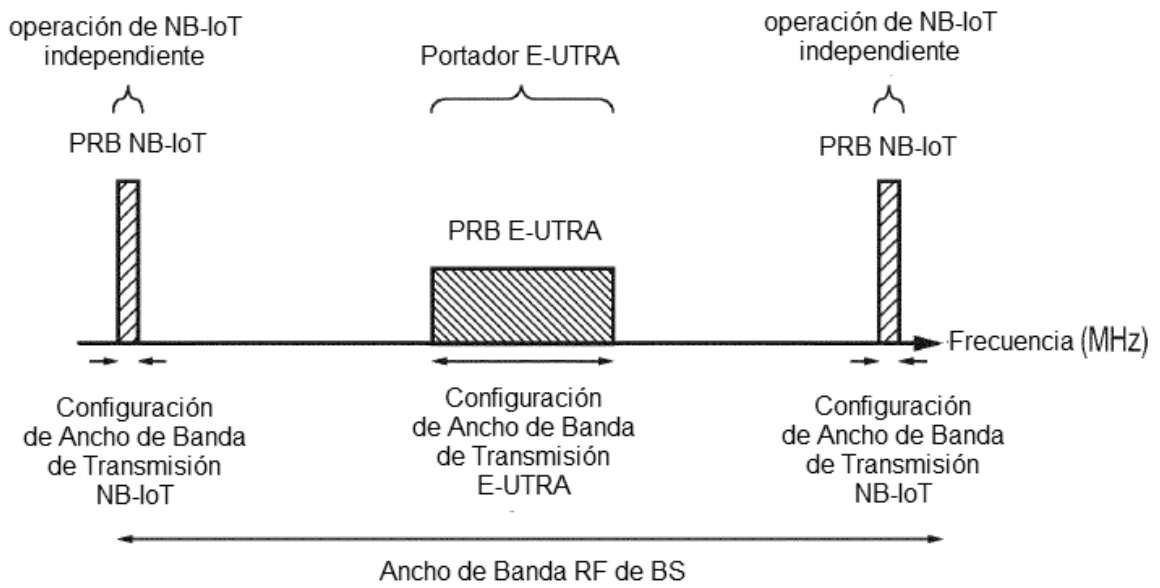 operación de NB-IoT
independiente
PRB NB-IoT
Portador E-UTRA
PRB E-UTRA
operación de NB-IoT
independiente
PRB NB-IoT
Frecuencia (MHz)
Configuración
de Ancho de Banda
de Transmisión
NB-IoT
Configuración
de Ancho de Banda
de Transmisión
E-UTRA
Configuración
de Ancho de Banda
de Transmisión
NB-IoT
Ancho de Banda RF de BS